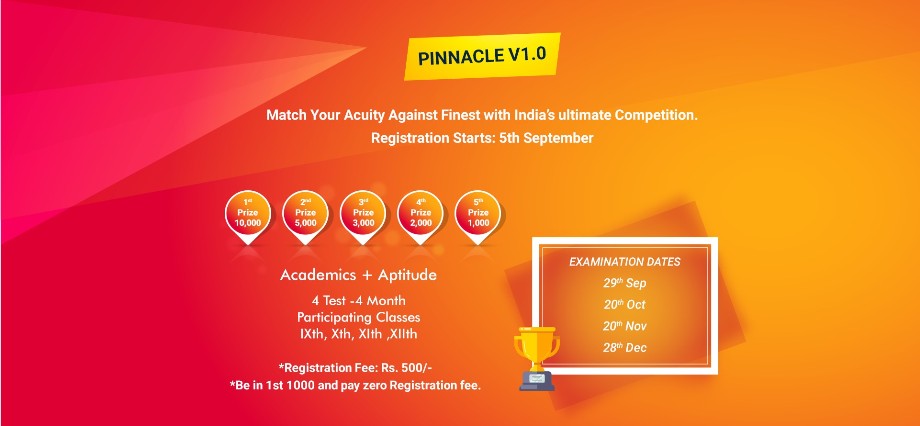 PINNACLE V1.0
Match Your Acuity Against Finest with India's ultimate Competition.
Registration Starts: 5th September
1st
Prize
10,000
2nd
Prize
5,000
3rd
Prize
3,000
4th
Prize
2,000
5th
Prize
1,000
Academics + Aptitude
4 Test -4 Month
Participating Classes
IXth, Xth, XIth ,XIIth
*Registration Fee: Rs. 500/-
*Be in 1st 1000 and pay zero Registration fee.
EXAMINATION DATES
29th Sep
20th Oct
20th Nov
28th Dec